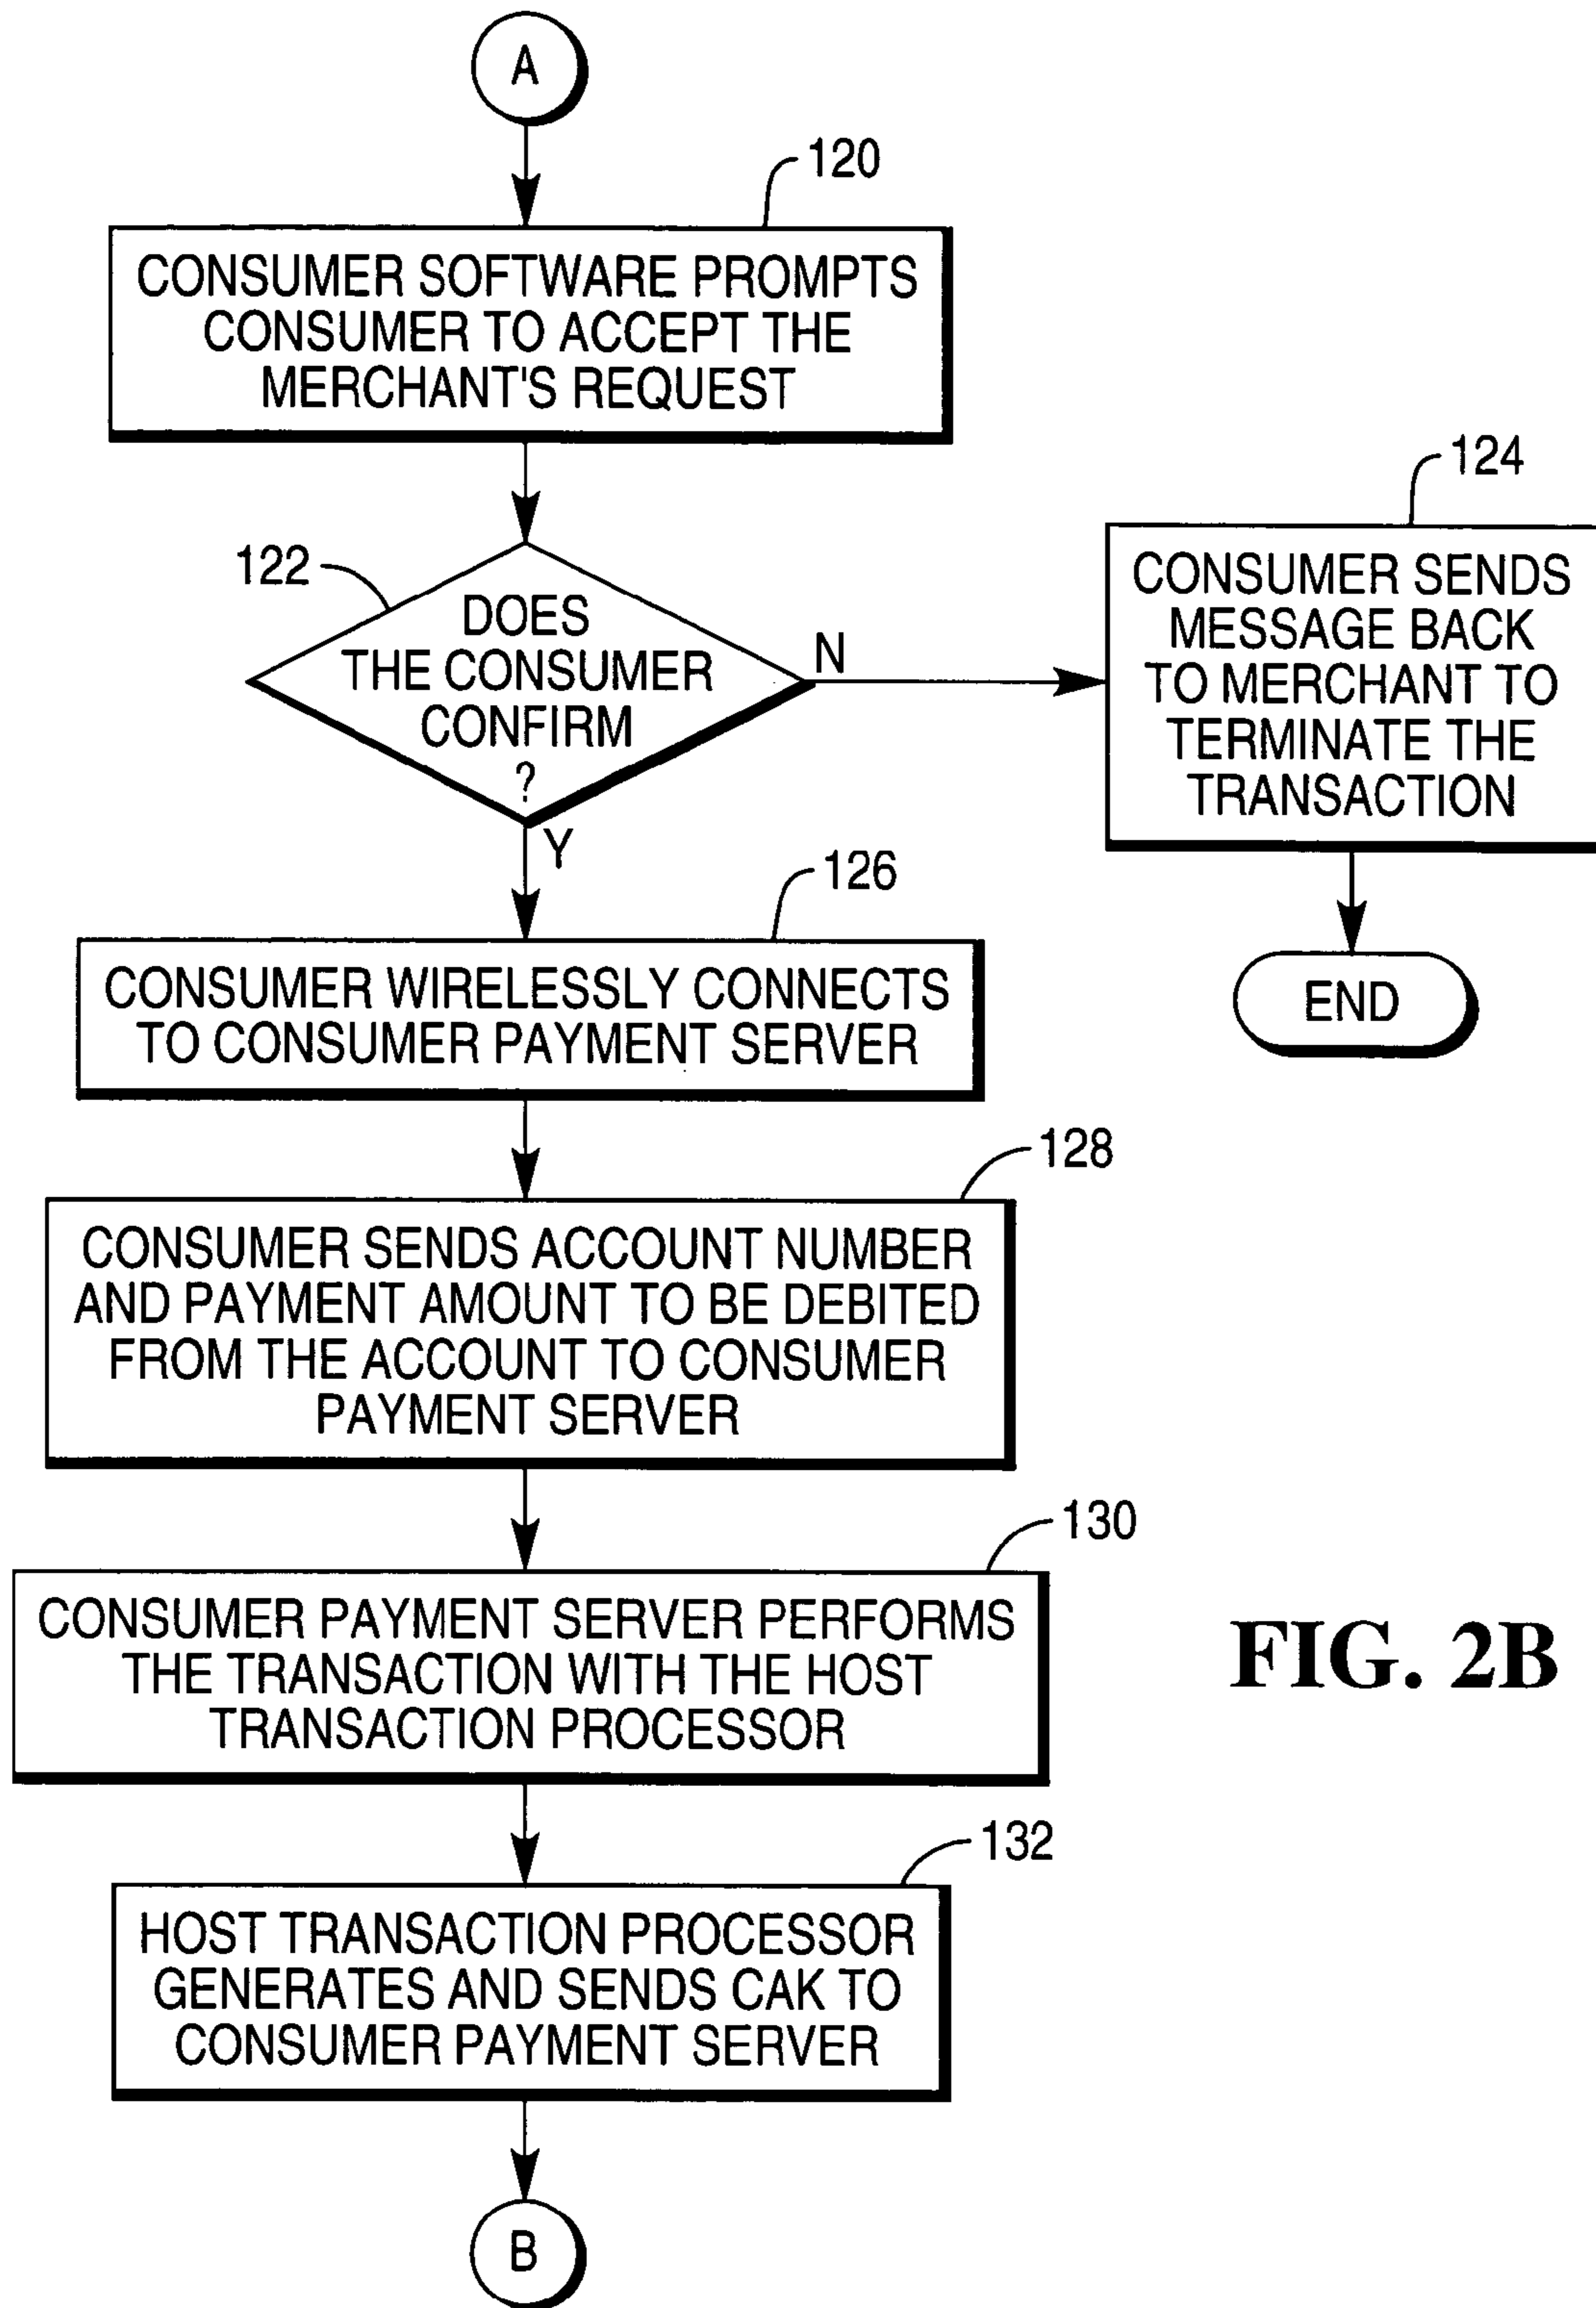 A
120
CONSUMER SOFTWARE PROMPTS
CONSUMER TO ACCEPT THE
MERCHANT'S REQUEST
122
DOES
THE CONSUMER
CONFIRM
?
N
Y
124
CONSUMER SENDS
MESSAGE BACK
TO MERCHANT TO
TERMINATE THE
TRANSACTION
END
126
CONSUMER WIRELESSLY CONNECTS
TO CONSUMER PAYMENT SERVER
128
CONSUMER SENDS ACCOUNT NUMBER
AND PAYMENT AMOUNT TO BE DEBITED
FROM THE ACCOUNT TO CONSUMER
PAYMENT SERVER
130
CONSUMER PAYMENT SERVER PERFORMS
THE TRANSACTION WITH THE HOST
TRANSACTION PROCESSOR
FIG. 2B
132
HOST TRANSACTION PROCESSOR
GENERATES AND SENDS CAK TO
CONSUMER PAYMENT SERVER
B